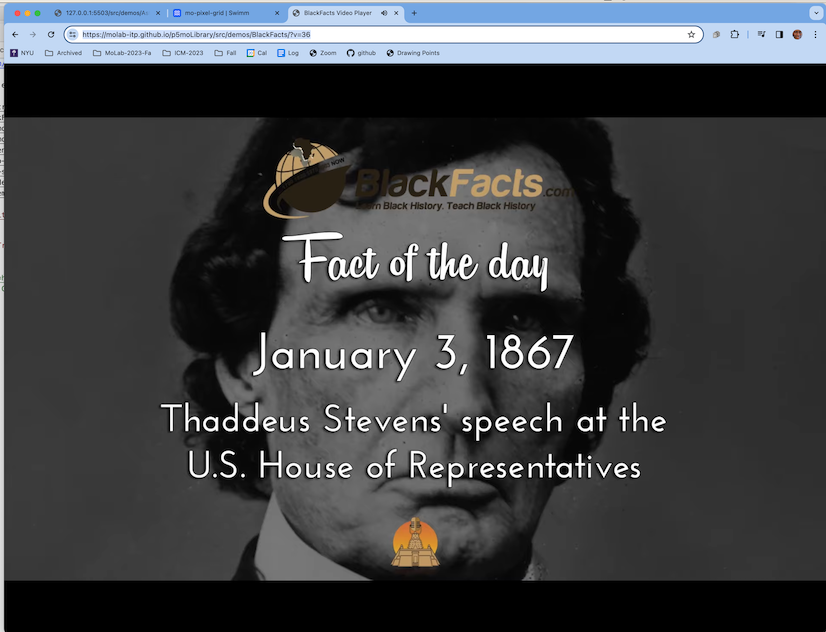 127.0.0.1:5503/src/demos/A
mo-pixel-grid | Swimm
BlackFacts Video Player
https://molab-itp.github.io/p5moLibrary/src/demos/BlackFacts/?v=36
NYU
Archived
MoLab-2023-Fa
ICM-2023
Fall
Cal
Log
Zoom
github
Drawing Points
BlackFacts.com
Learn Black History. Teach Black History
Fact of the day
January 3, 1867
Thaddeus Stevens' speech at the
U.S. House of Representatives